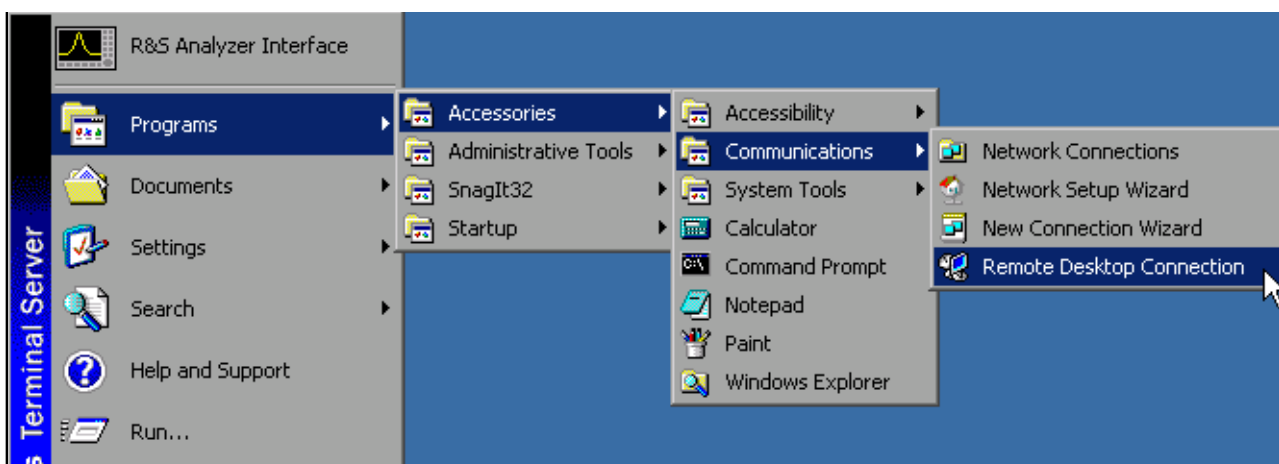 R&S Analyzer Interface
Programs
Documents
Settings
Search
Help and Support
Run...
Terminal Server
Accessories
Administrative Tools
SnagIt32
Startup
Accessibility
Communications
System Tools
Calculator
Command Prompt
Notepad
Paint
Windows Explorer
Network Connections
Network Setup Wizard
New Connection Wizard
Remote Desktop Connection